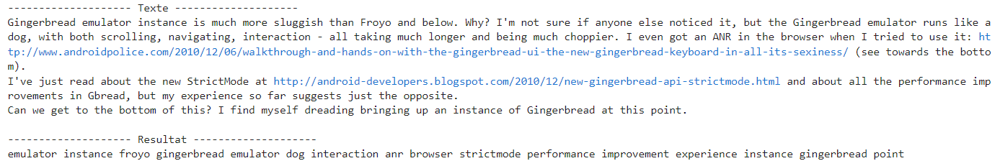 ------------------- Texte -------------------
Gingerbread emulator instance is much more sluggish than Froyo and below. Why? I'm not sure if anyone else noticed it, but the Gingerbread emulator runs like a
dog, with both scrolling, navigating, interaction - all taking much longer and being much choppier. I even got an ANR in the browser when I tried to use it: ht
tp://www.androidpolice.com/2010/12/06/walkthrough-and-hands-on-with-the-gingerbread-ui-the-new-gingerbread-keyboard-in-all-its-sexiness/ (see towards the botto
m).
I've just read about the new StrictMode at http://android-developers.blogspot.com/2010/12/new-gingerbread-api-strictmode.html and about all the performance imp
rovements in Gbread, but my experience so far suggests just the opposite.
Can we get to the bottom of this? I find myself dreading bringing up an instance of Gingerbread at this point.
------------------- Resultat -------------------
emulator instance froyo gingerbread emulator dog interaction anr browser strictmode performance improvement experience instance gingerbread point